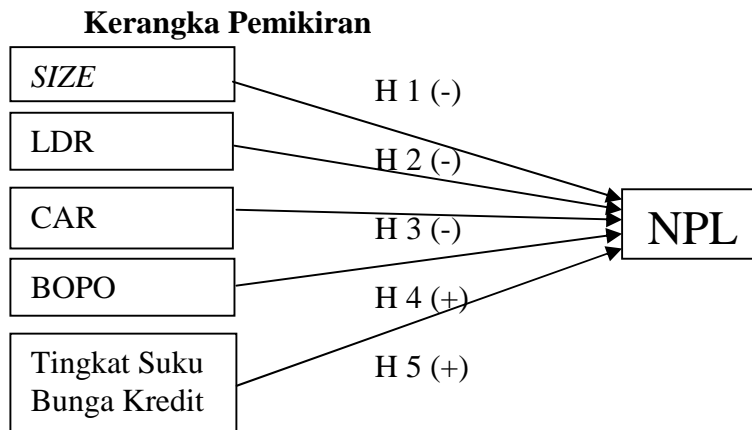 Kerangka Pemikiran
SIZE
H 1 (-)
LDR
H 2 (-)
CAR
H 3 (-)
NPL
BOPO
H 4 (+)
Tingkat Suku
Bunga Kredit
H 5 (+)